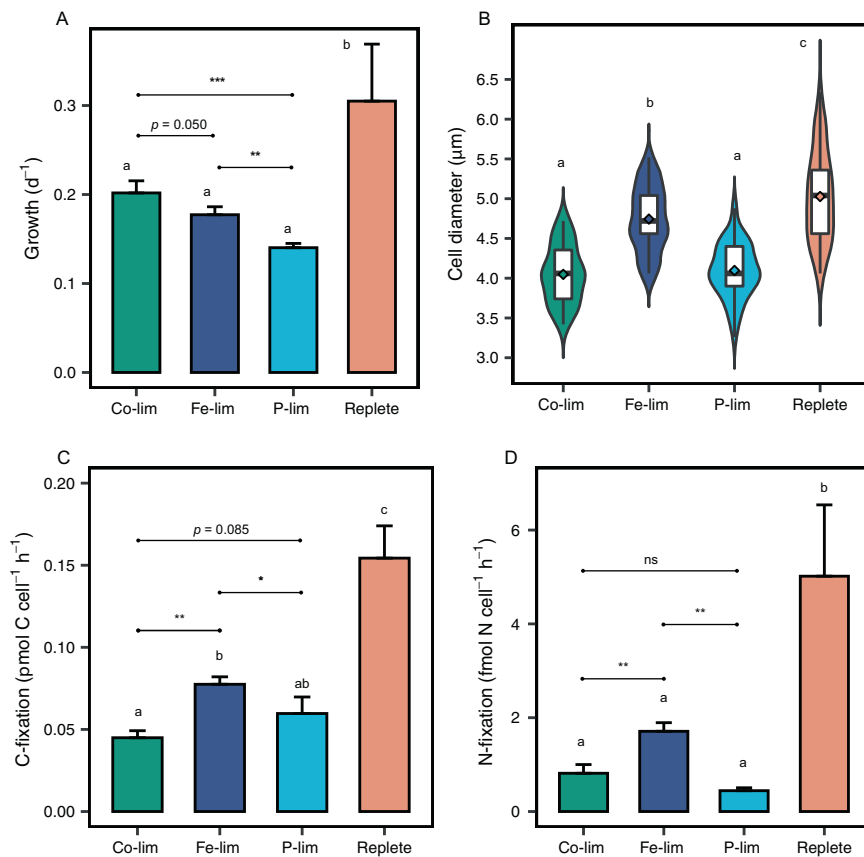 A
Growth (d⁻¹)
0.3
0.2
0.1
0.0
b
***
p = 0.050
**
a
a
a
Co-lim Fe-lim P-lim Replete
B
Cell diameter (μm)
6.5
6.0
5.5
5.0
4.5
4.0
3.5
3.0
c
b
a
a
Co-lim Fe-lim P-lim Replete
C
C-fixation (pmol C cell⁻¹ h⁻¹)
0.20
0.15
0.10
0.05
0.00
c
p = 0.085
*
**
b
ab
a
Co-lim Fe-lim P-lim Replete
D
N-fixation (fmol N cell⁻¹ h⁻¹)
6
4
2
0
b
ns
**
**
a
a
a
Co-lim Fe-lim P-lim Replete